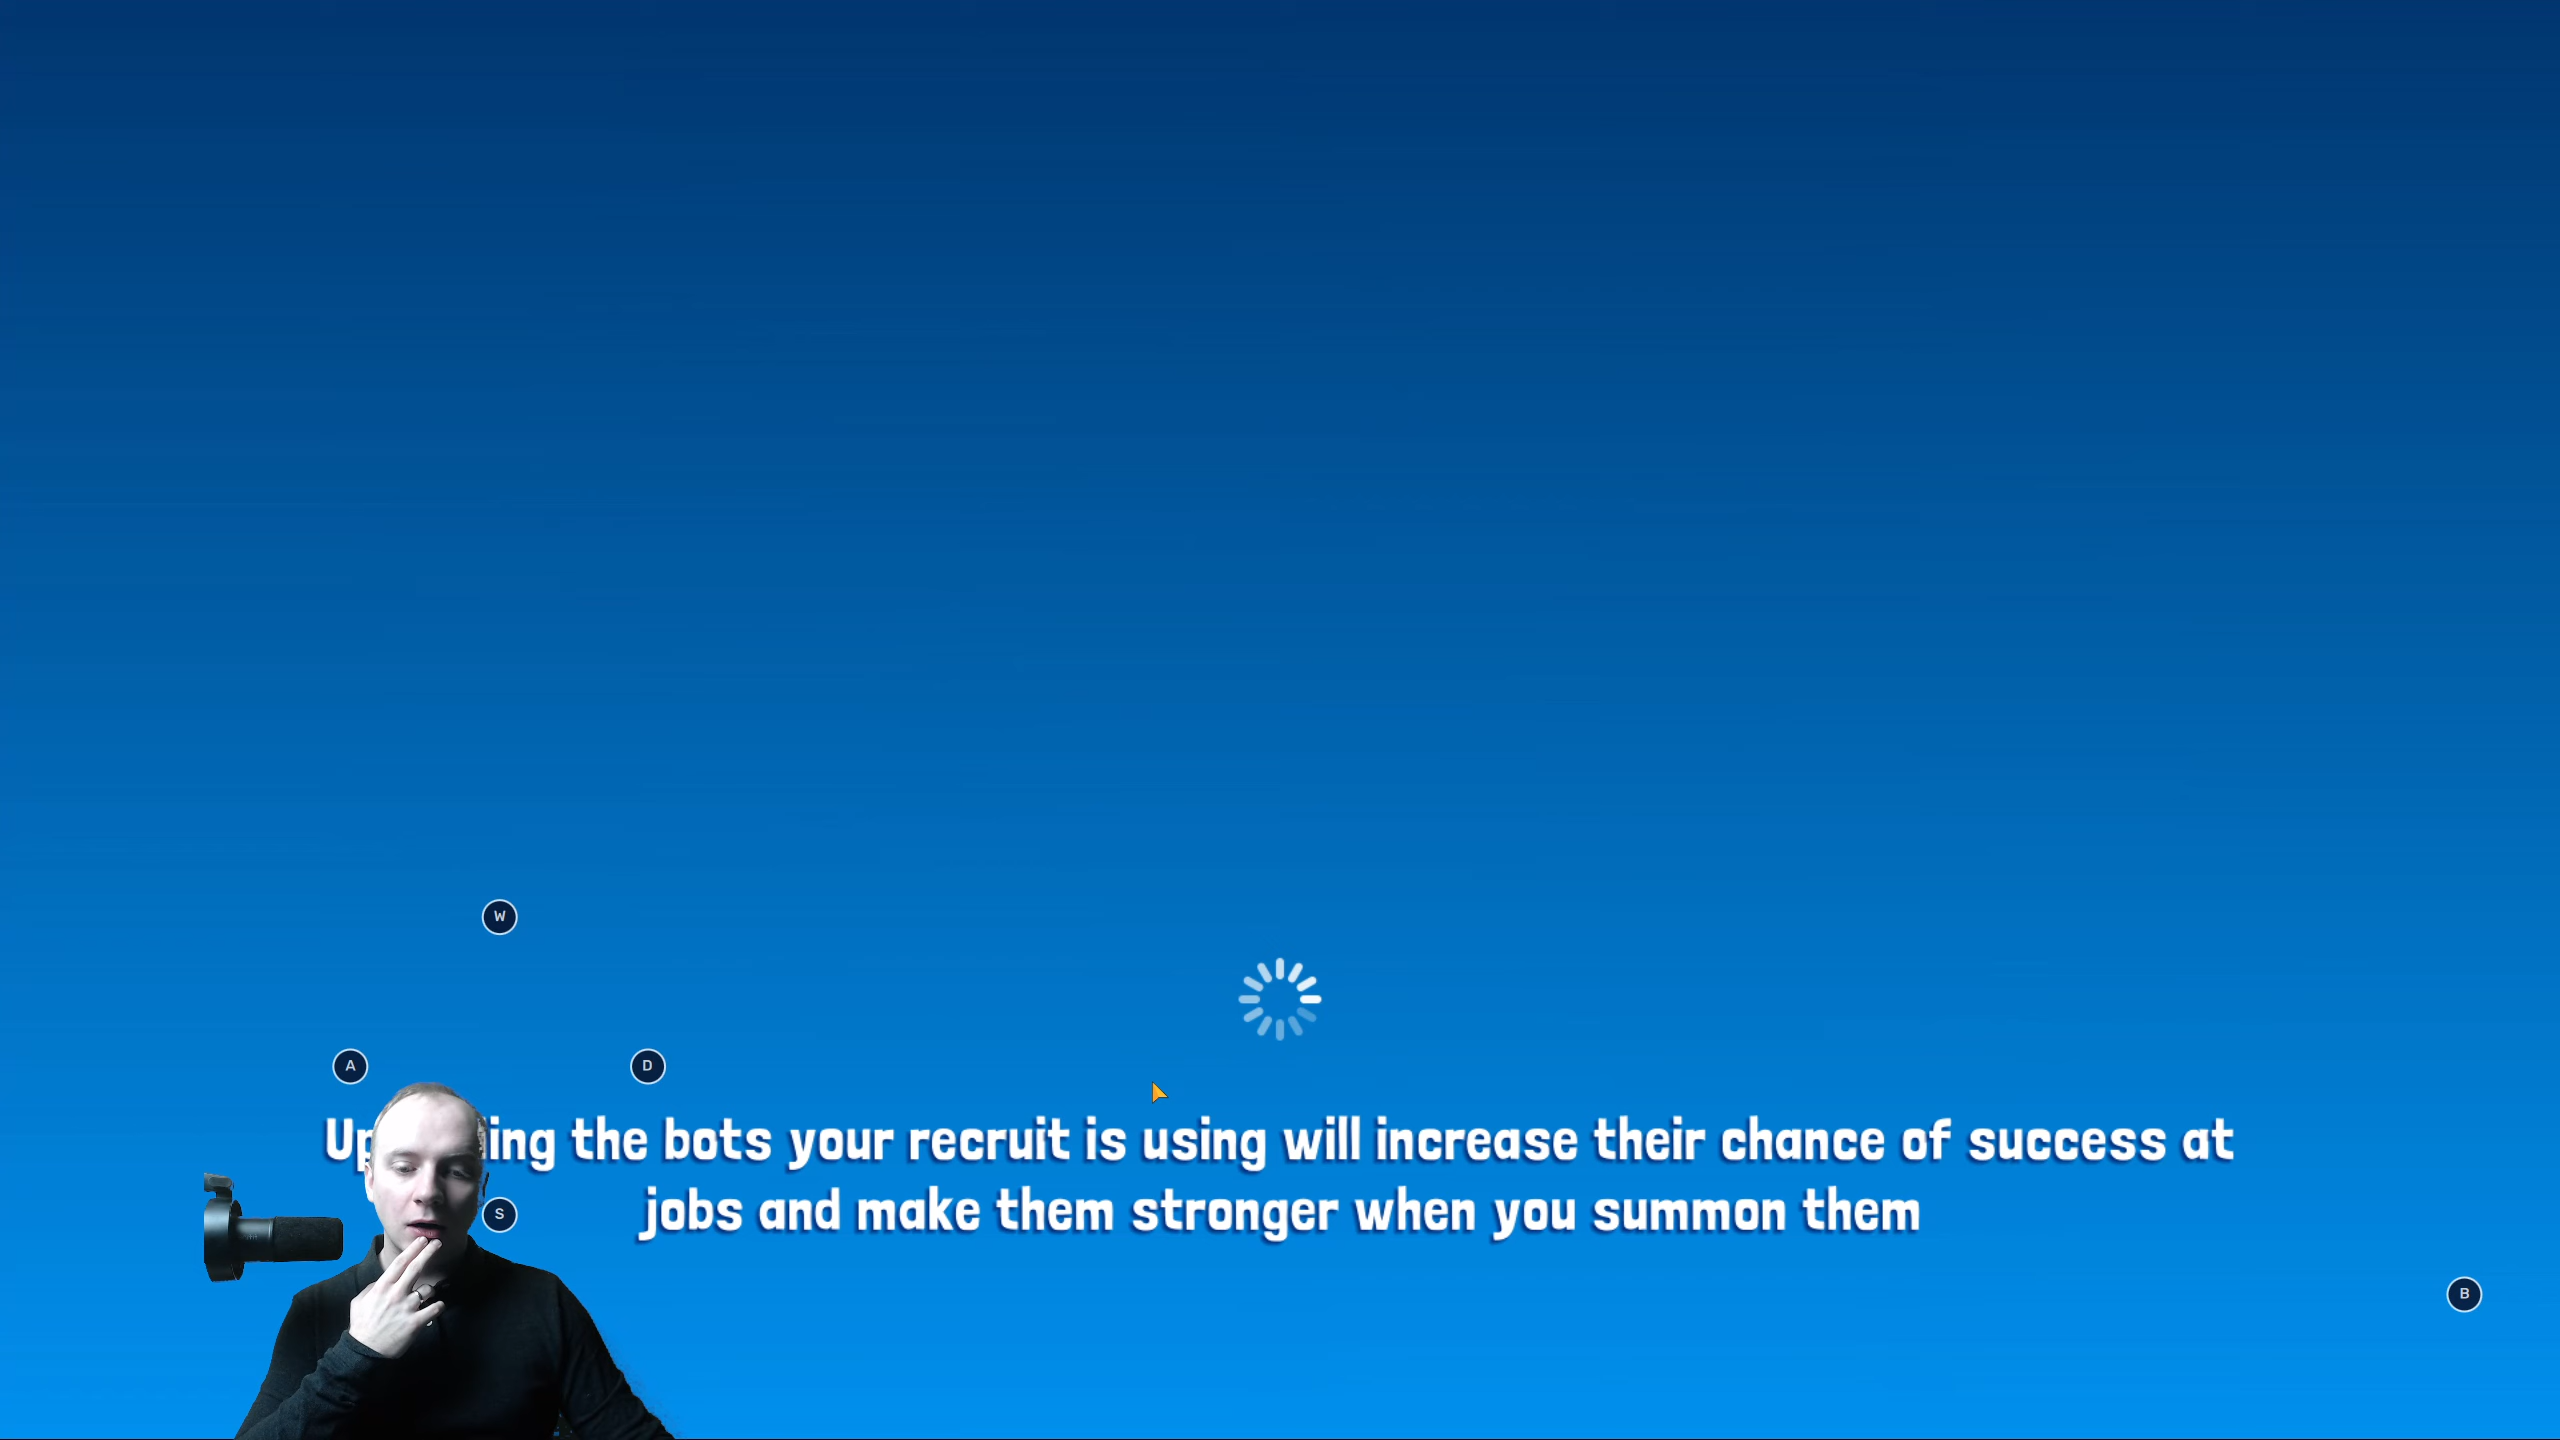 W
A
D
the bots your recruit is using will increase their chance of success at
S
jobs and make them stronger when you summon them
B